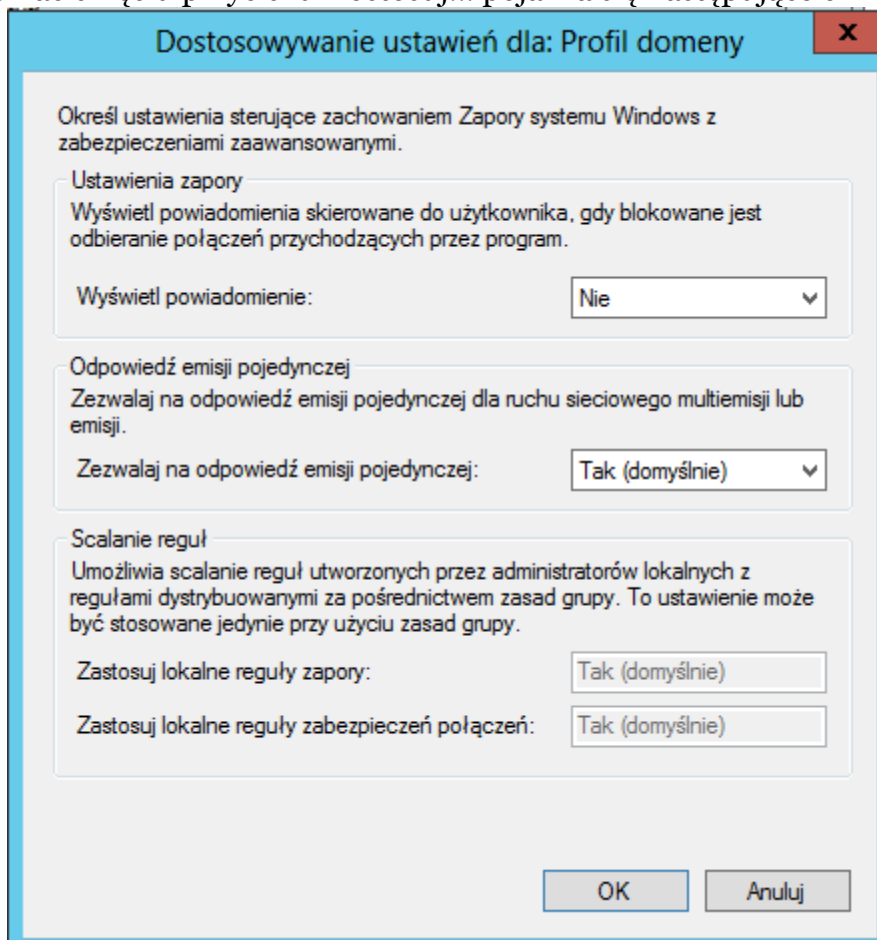 Dostosowywanie ustawień dla: Profil domeny
x
Określ ustawienia sterujące zachowaniem Zapory systemu Windows z
zabezpieczeniami zaawansowanymi.
Ustawienia zapory
Wyświetl powiadomienia skierowane do użytkownika, gdy blokowane jest
odbieranie połączeń przychodzących przez program.
Wyświetl powiadomienie: Nie
Odpowiedź emisji pojedynczej
Zezwalaj na odpowiedź emisji pojedynczej dla ruchu sieciowego multiemisji lub
emisji.
Zezwalaj na odpowiedź emisji pojedynczej: Tak (domyślnie)
Scalanie reguł
Umożliwia scalanie reguł utworzonych przez administratorów lokalnych z
regułami dystrybuowanymi za pośrednictwem zasad grupy. To ustawienie może
być stosowane jedynie przy użyciu zasad grupy.
Zastosuj lokalne reguły zapory: Tak (domyślnie)
Zastosuj lokalne reguły zabezpieczeń połączeń: Tak (domyślnie)
OK Anuluj